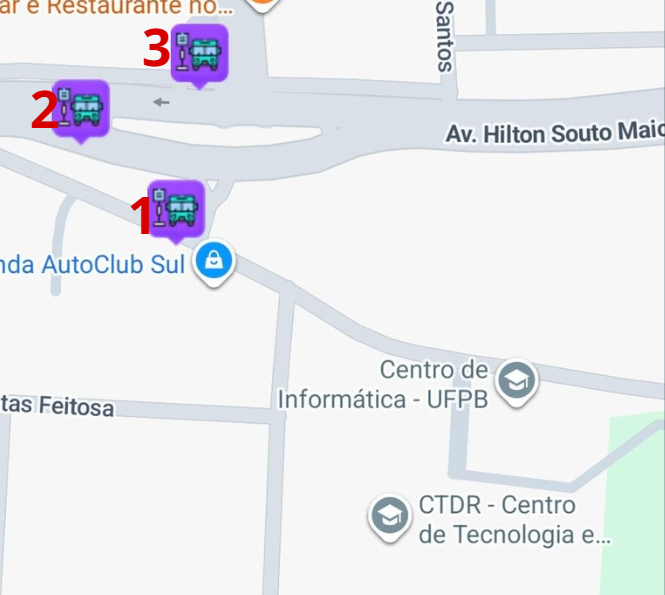 ar e Restaurante no...
Santos
3
2
Av. Hilton Souto Maio
1
nda AutoClub Sul
Centro de
Informática - UFPB
tas Feitosa
CTDR - Centro
de Tecnologia e...